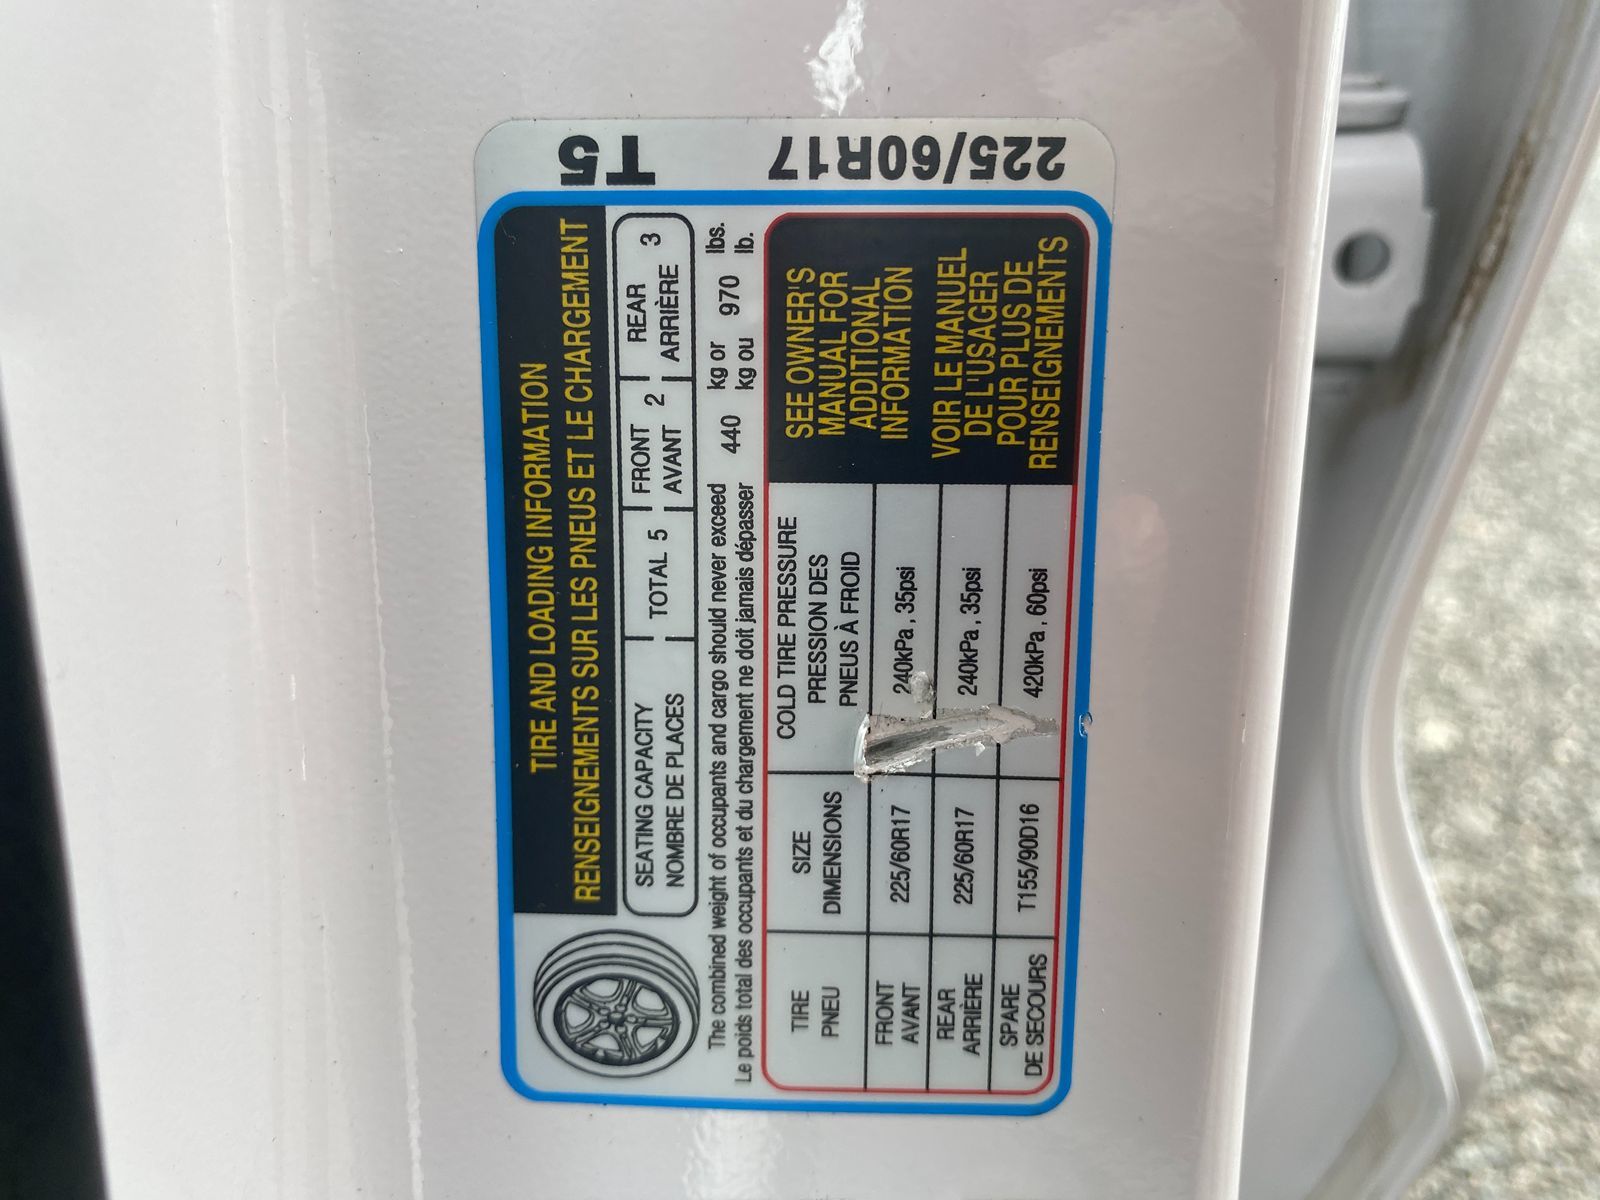 T5
225/60R17
TIRE AND LOADING INFORMATION
RENSEIGNEMENTS SUR LES PNEUS ET LE CHARGEMENT
SEATING CAPACITY
NOMBRE DE PLACES
TOTAL 5
FRONT 2
AVANT
REAR 3
ARRIÈRE
The combined weight of occupants and cargo should never exceed 440 kg or 970 lbs.
Le poids total des occupants et du chargement ne doit jamais dépasser kg ou lb.
TIRE
PNEU
SIZE
DIMENSIONS
COLD TIRE PRESSURE
PRESSION DES
PNEUS À FROID
FRONT
AVANT
225/60R17
240kPa, 35psi
REAR
ARRIÈRE
225/60R17
240kPa, 35psi
SPARE
DE SECOURS
T155/90D16
420kPa, 60psi
SEE OWNER'S
MANUAL FOR
ADDITIONAL
INFORMATION
VOIR LE MANUEL
DE L'USAGER
POUR PLUS DE
RENSEIGNEMENTS